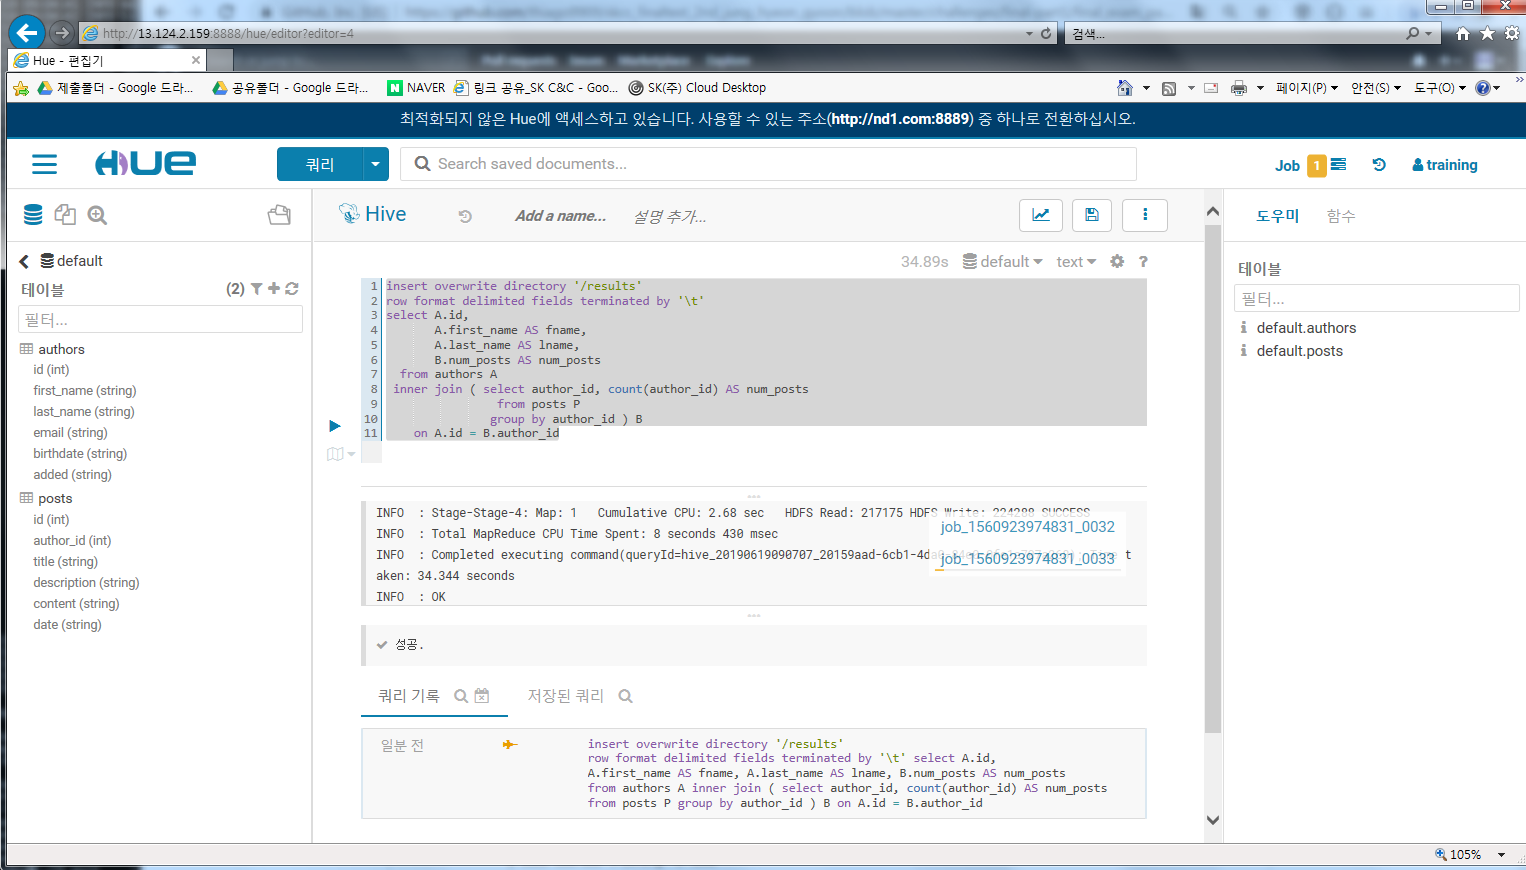 http://13.124.2.159:8888/hue/editor?editor=4
검색...
Hue - 편집기
제출폴더 - Google 드라...
공유폴더 - Google 드라...
NAVER
링크 공유_SK C&C - Goo...
SK(주) Cloud Desktop
페이지(P)
안전(S)
도구(O)
최적화되지 않은 Hue에 액세스하고 있습니다. 사용할 수 있는 주소(http://nd1.com:8889) 중 하나로 전환하십시오.
HUE
쿼리
Search saved documents...
Job 1
training
Hive
Add a name...
설명 추가...
도우미
함수
default
테이블
(2)
필터...
authors
id (int)
first_name (string)
last_name (string)
email (string)
birthdate (string)
added (string)
posts
id (int)
author_id (int)
title (string)
description (string)
content (string)
date (string)
34.89s
default
text
?
1 insert overwrite directory '/results'
2 row format delimited fields terminated by '\t'
3 select A.id,
4 A.first_name AS fname,
5 A.last_name AS lname,
6 B.num_posts AS num_posts
7 from authors A
8 inner join ( select author_id, count(author_id) AS num_posts
9 from posts P
10 group by author_id ) B
11 on A.id = B.author_id
INFO : Stage-Stage-4: Map: 1 Cumulative CPU: 2.68 sec HDFS Read: 217175 HDFS Write: 224288 SUCCESS
INFO : Total MapReduce CPU Time Spent: 8 seconds 430 msec
INFO : Completed executing command(queryId=hive_20190619090707_20159aad-6cb1-4da
aken: 34.344 seconds
INFO : OK
job_1560923974831_0032
job_1560923974831_0033
성공.
쿼리 기록
저장된 쿼리
일분 전
insert overwrite directory '/results'
row format delimited fields terminated by '\t' select A.id,
A.first_name AS fname, A.last_name AS lname, B.num_posts AS num_posts
from authors A inner join ( select author_id, count(author_id) AS num_posts
from posts P group by author_id ) B on A.id = B.author_id
테이블
필터...
default.authors
default.posts
105%